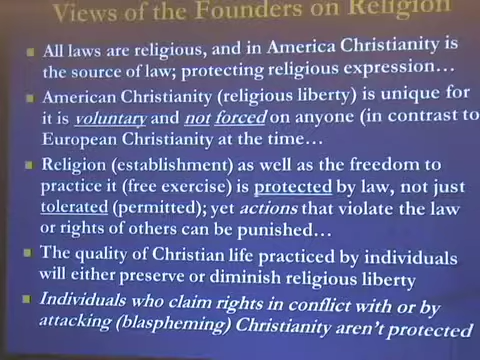 Views of the Founders on Religion
All laws are religious, and in America Christianity is
the source of law; protecting religious expression…
American Christianity (religious liberty) is unique for
it is voluntary and not forced on anyone (in contrast to
European Christianity at the time…
Religion (establishment) as well as the freedom to
practice it (free exercise) is protected by law, not just
tolerated (permitted); yet actions that violate the law
or rights of others can be punished…
The quality of Christian life practiced by individuals
will either preserve or diminish religious liberty
Individuals who claim rights in conflict with or by
attacking (blaspheming) Christianity aren't protected